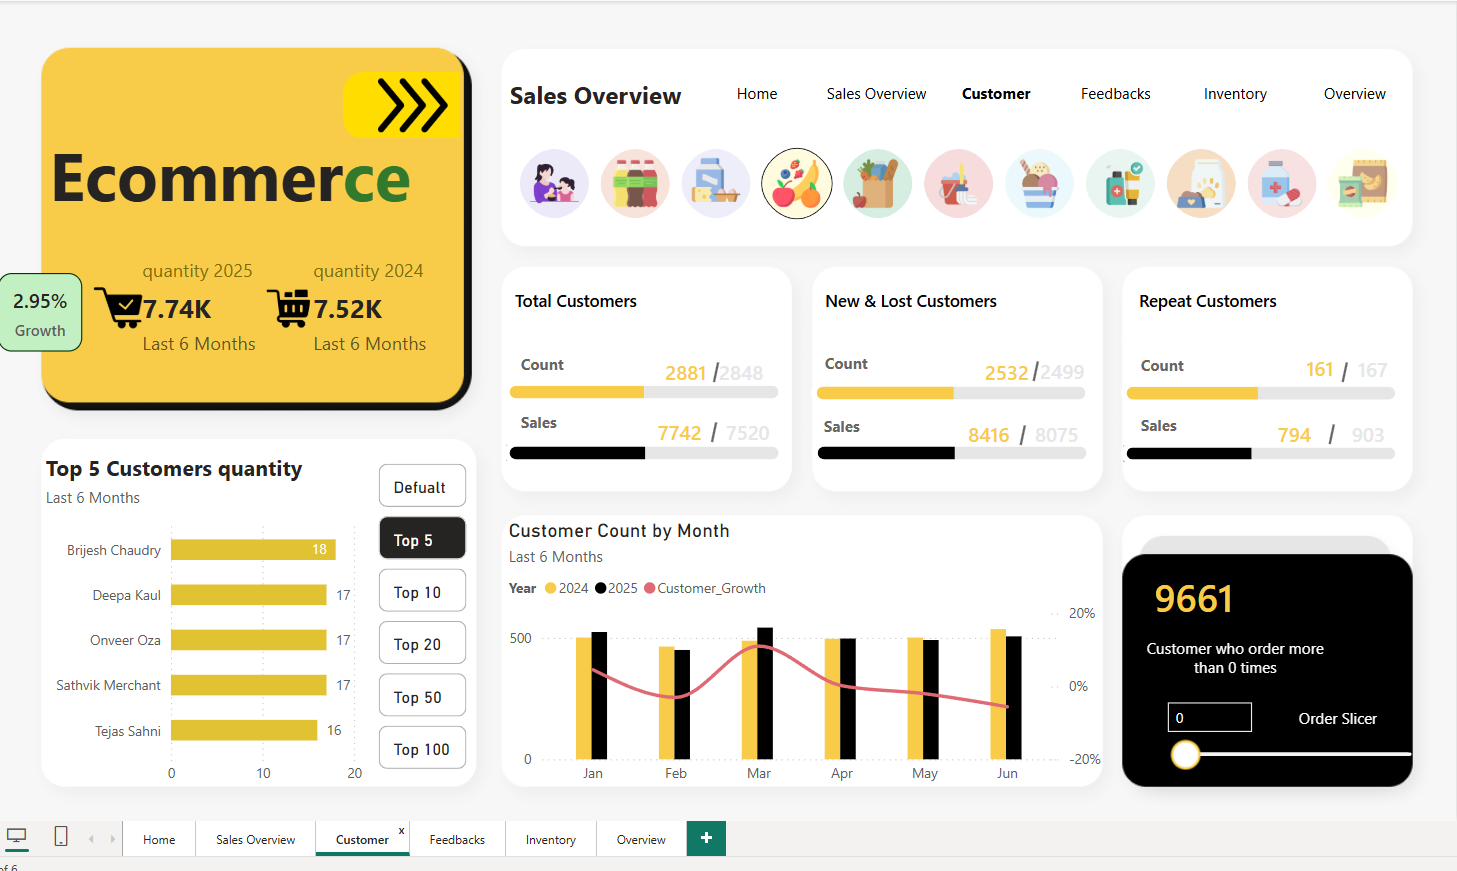 Ecommerce
quantity 2025
quantity 2024
2.95%
Growth
7.74K
7.52K
Last 6 Months
Last 6 Months
Sales Overview
Home
Sales Overview
Customer
Feedbacks
Inventory
Overview
Total Customers
Count
2881 /2848
Sales
7742 / 7520
New & Lost Customers
Count
2532 /2499
Sales
8416 / 8075
Repeat Customers
Count
161 / 167
Sales
794 / 903
Top 5 Customers quantity
Last 6 Months
Brijesh Chaudry
18
Deepa Kaul
17
Onveer Oza
17
Sathvik Merchant
17
Tejas Sahni
16
0
10
20
Defualt
Top 5
Top 10
Top 20
Top 50
Top 100
Customer Count by Month
Last 6 Months
Year 2024 2025 Customer_Growth
500
0
20%
0%
-20%
Jan
Feb
Mar
Apr
May
Jun
9661
Customer who order more
than 0 times
0
Order Slicer
Home
Sales Overview
Customer
x
Feedbacks
Inventory
Overview
+
of 6